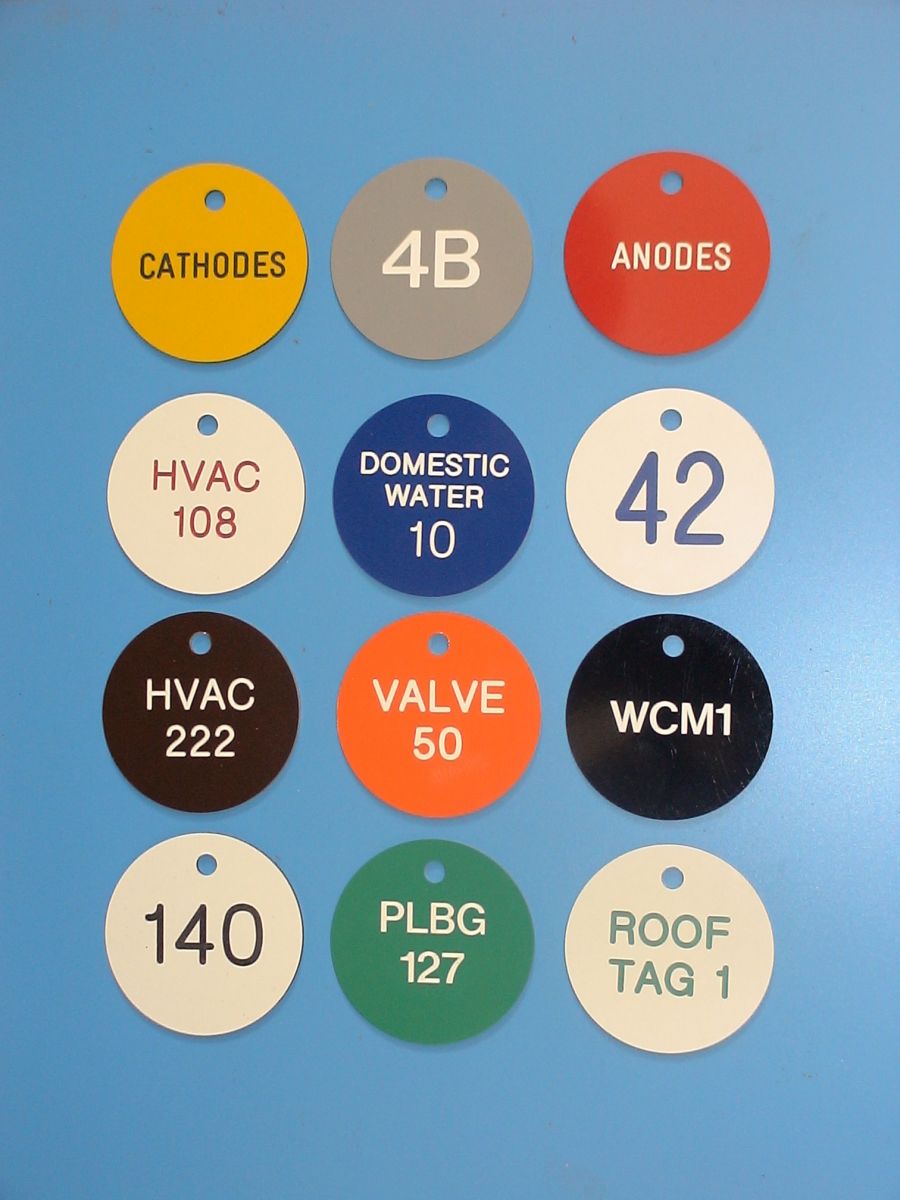 CATHODES
4B
ANODES
HVAC
108
DOMESTIC
WATER
10
42
HVAC
222
VALVE
50
WCM1
140
PLBG
127
ROOF
TAG 1